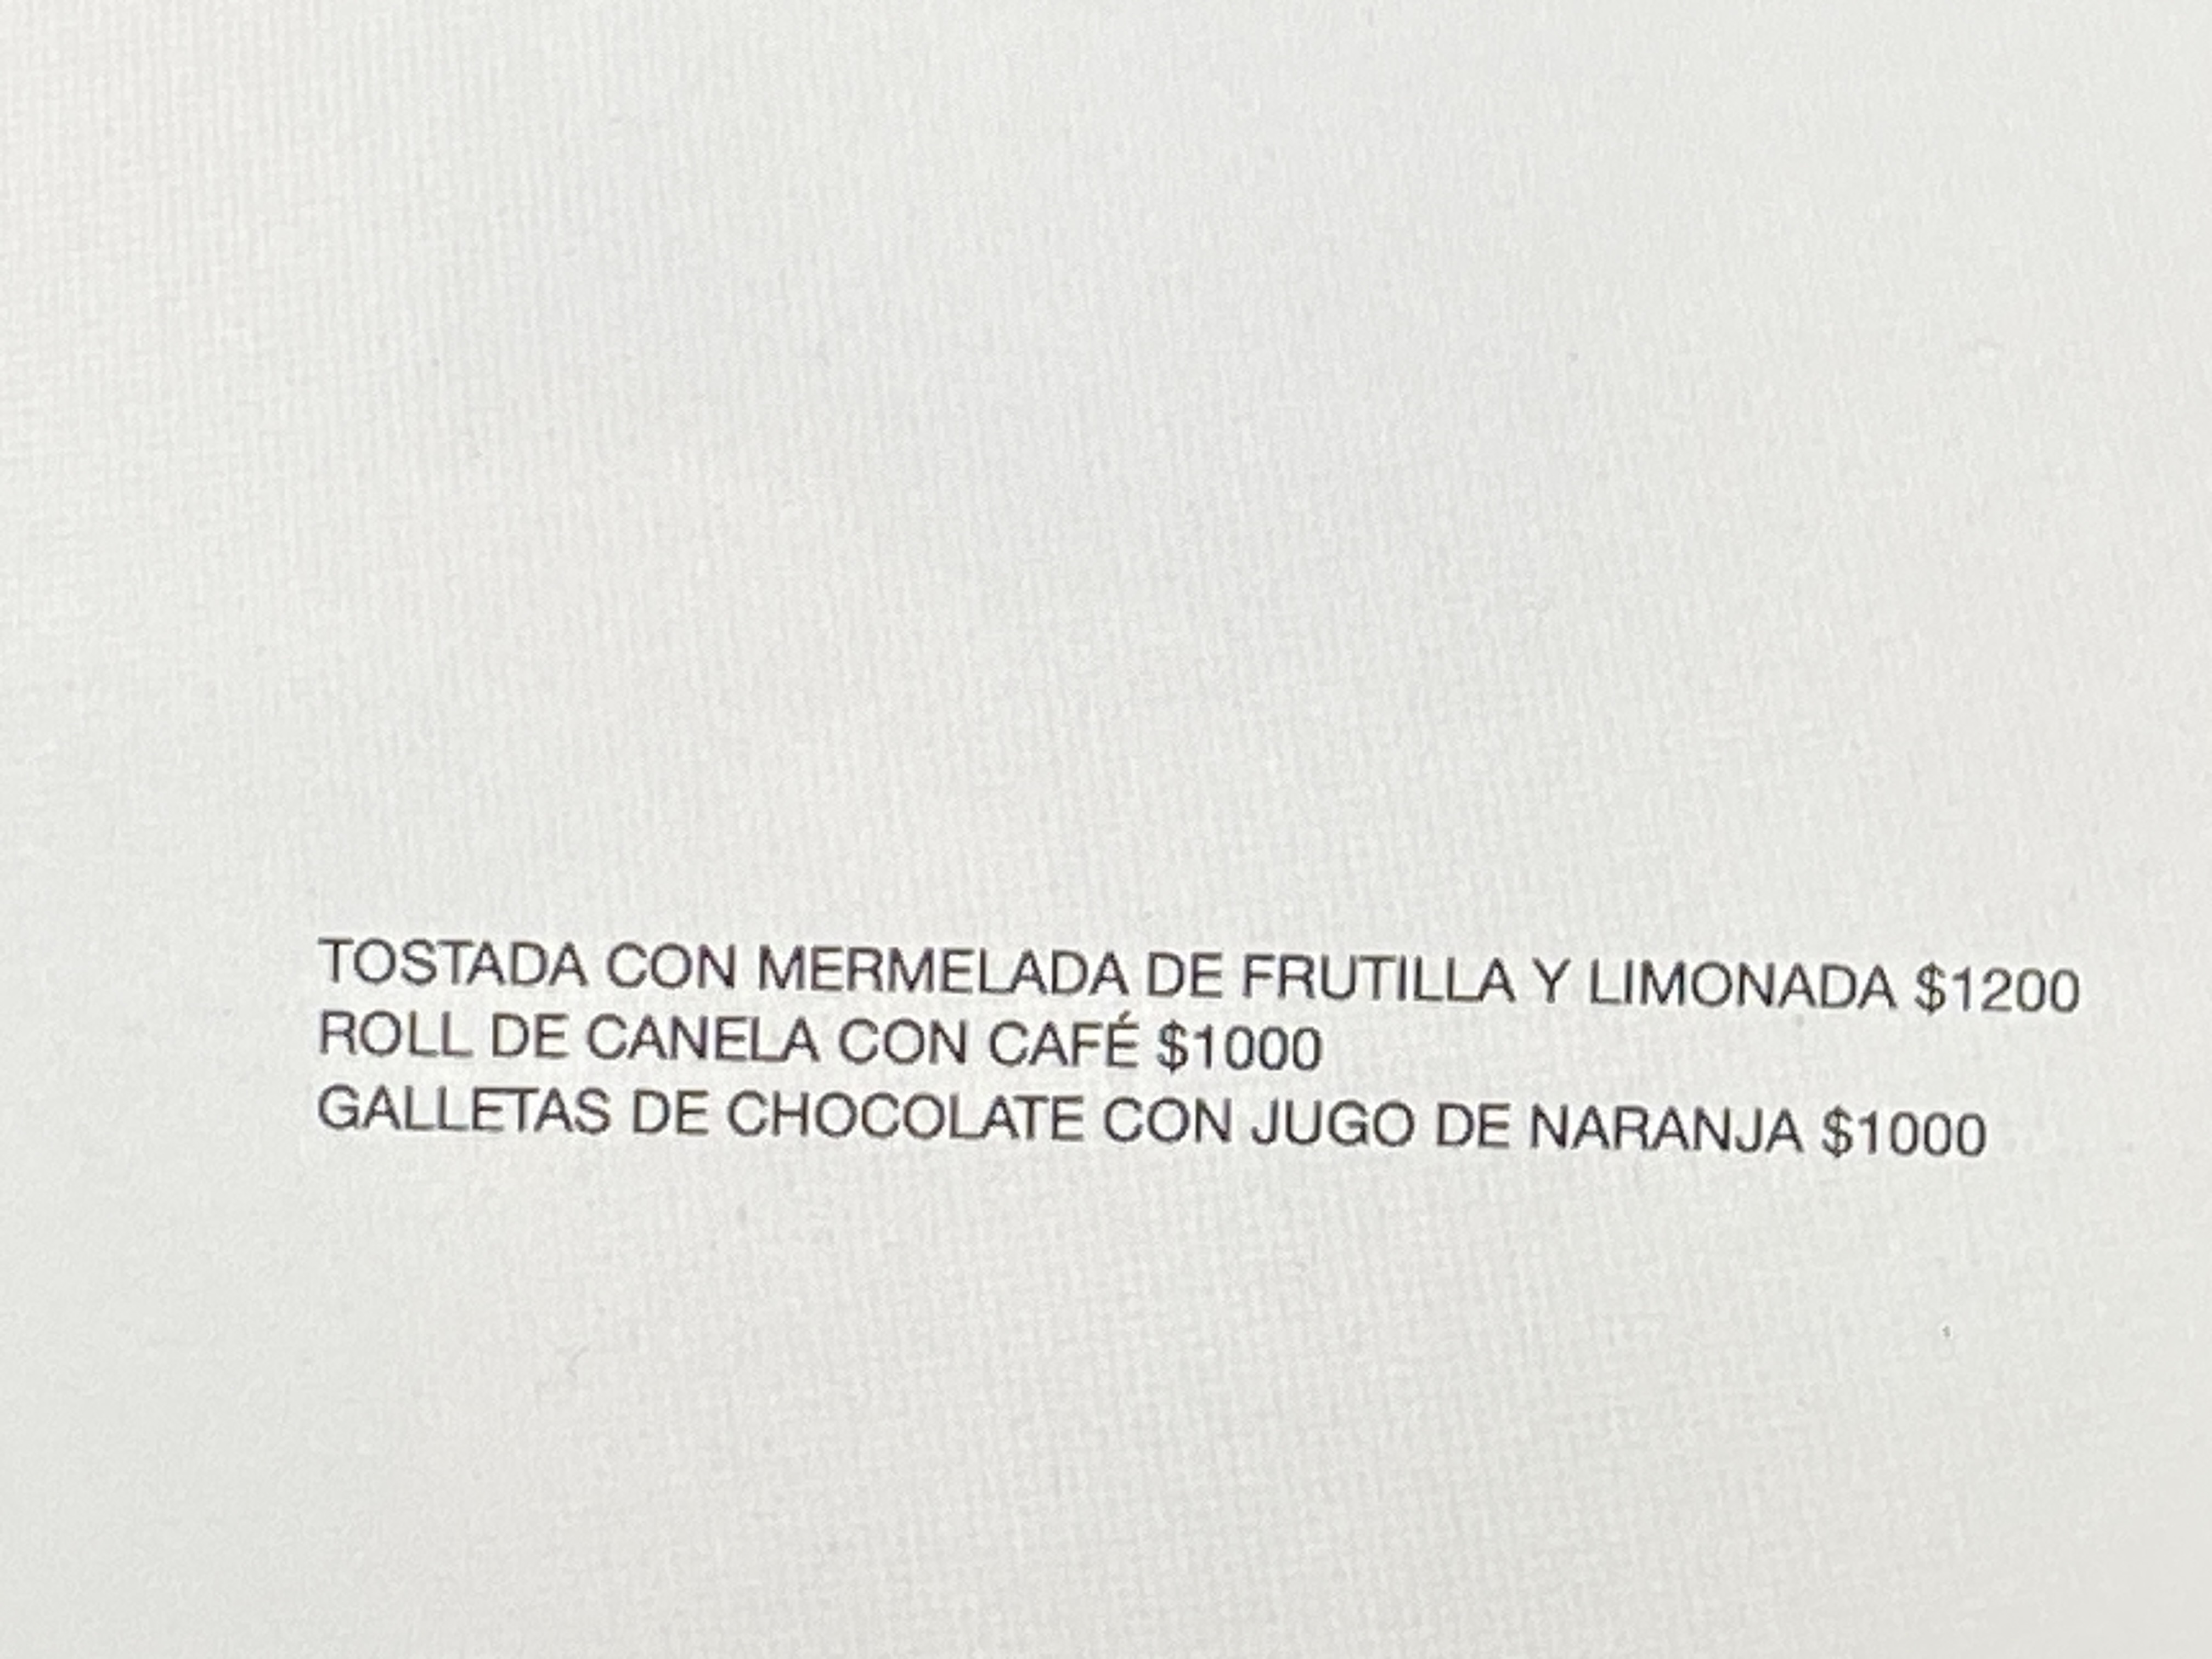 TOSTADA CON MERMELADA DE FRUTILLA Y LIMONADA $1200
ROLL DE CANELA CON CAFÉ $1000
GALLETAS DE CHOCOLATE CON JUGO DE NARANJA $1000